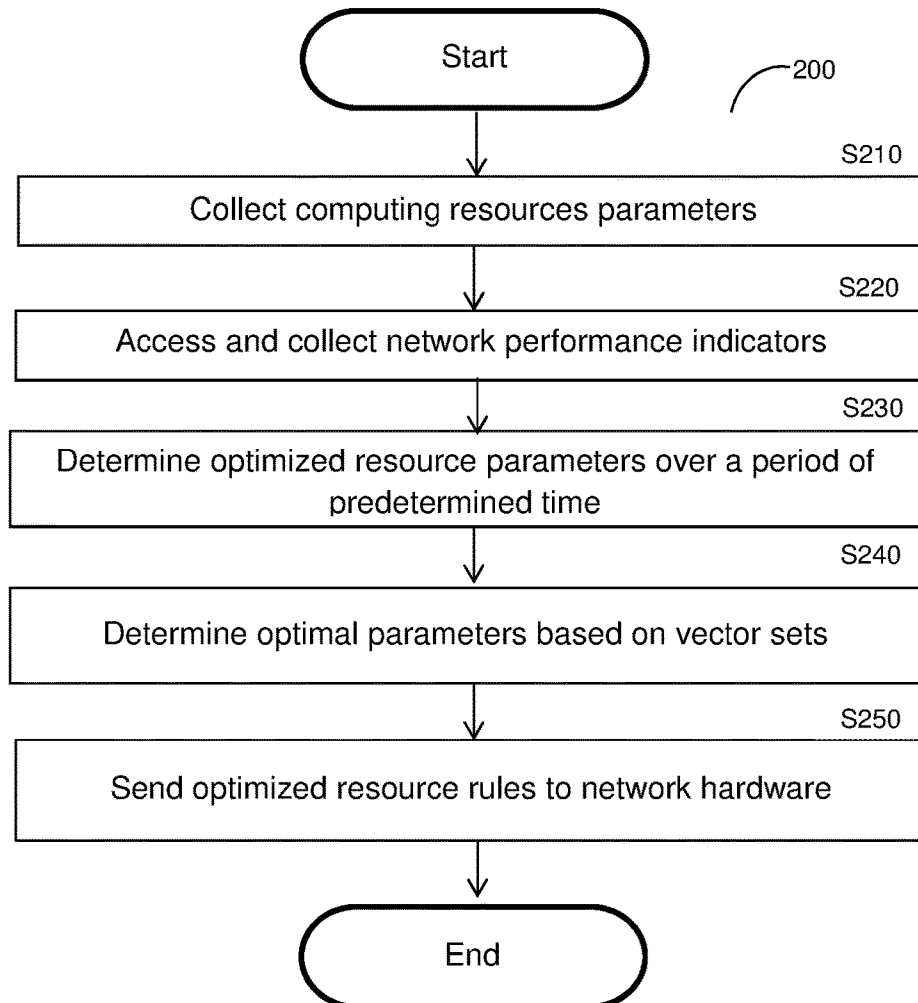 Start
200
S210
Collect computing resources parameters
S220
Access and collect network performance indicators
S230
Determine optimized resource parameters over a period of
predetermined time
S240
Determine optimal parameters based on vector sets
S250
Send optimized resource rules to network hardware
End